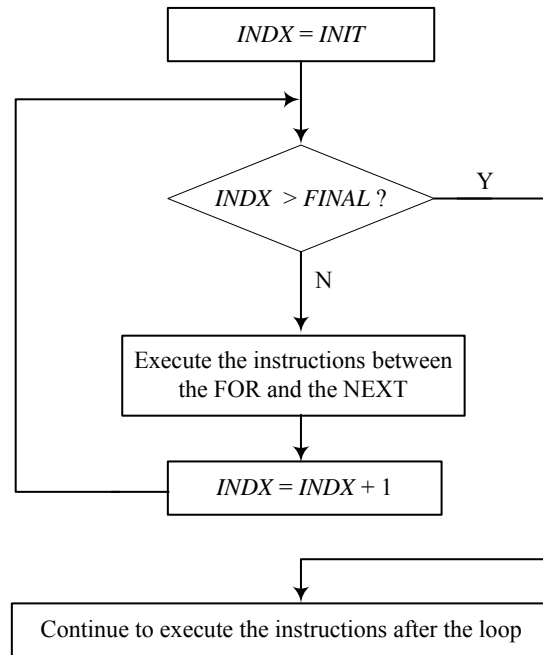 INDX = INIT
INDX > FINAL ?
Y
N
Execute the instructions between
the FOR and the NEXT
INDX = INDX + 1
Continue to execute the instructions after the loop